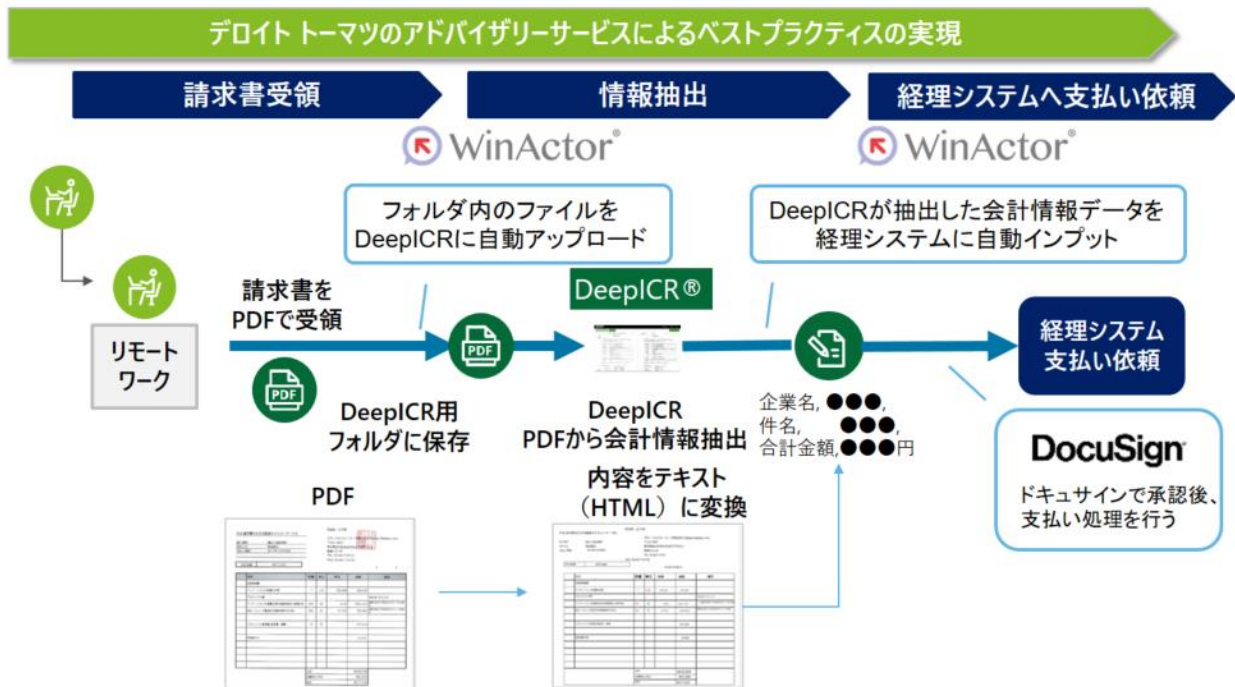 デロイト トーマツのアドバイザリーサービスによるベストプラクティスの実現
請求書受領
情報抽出
経理システムへ支払い依頼
WinActor®
WinActor®
フォルダ内のファイルを
DeepICRに自動アップロード
DeepICRが抽出した会計情報データを
経理システムに自動インプット
請求書を
PDFで受領
DeepICR®
リモート
ワーク
PDF
PDF
経理システム
支払い依頼
DeepICR用
フォルダに保存
DeepICR
PDFから会計情報抽出
企業名, ●●●,
件名, ●●●,
合計金額,●●●円
DocuSign
ドキュサインで承認後、
支払い処理を行う
PDF
内容をテキスト
（HTML）に変換